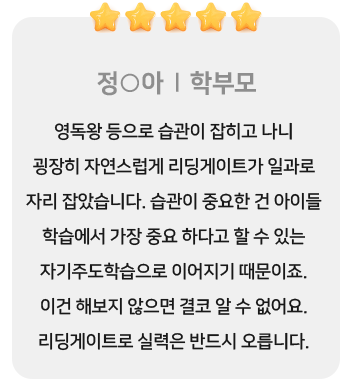 정○아 | 학부모
영독왕 등으로 습관이 잡히고 나니
굉장히 자연스럽게 리딩게이트가 일과로
자리 잡았습니다. 습관이 중요한 건 아이들
학습에서 가장 중요 하다고 할 수 있는
자기주도학습으로 이어지기 때문이죠.
이건 해보지 않으면 결코 알 수 없어요.
리딩게이트로 실력은 반드시 오릅니다.